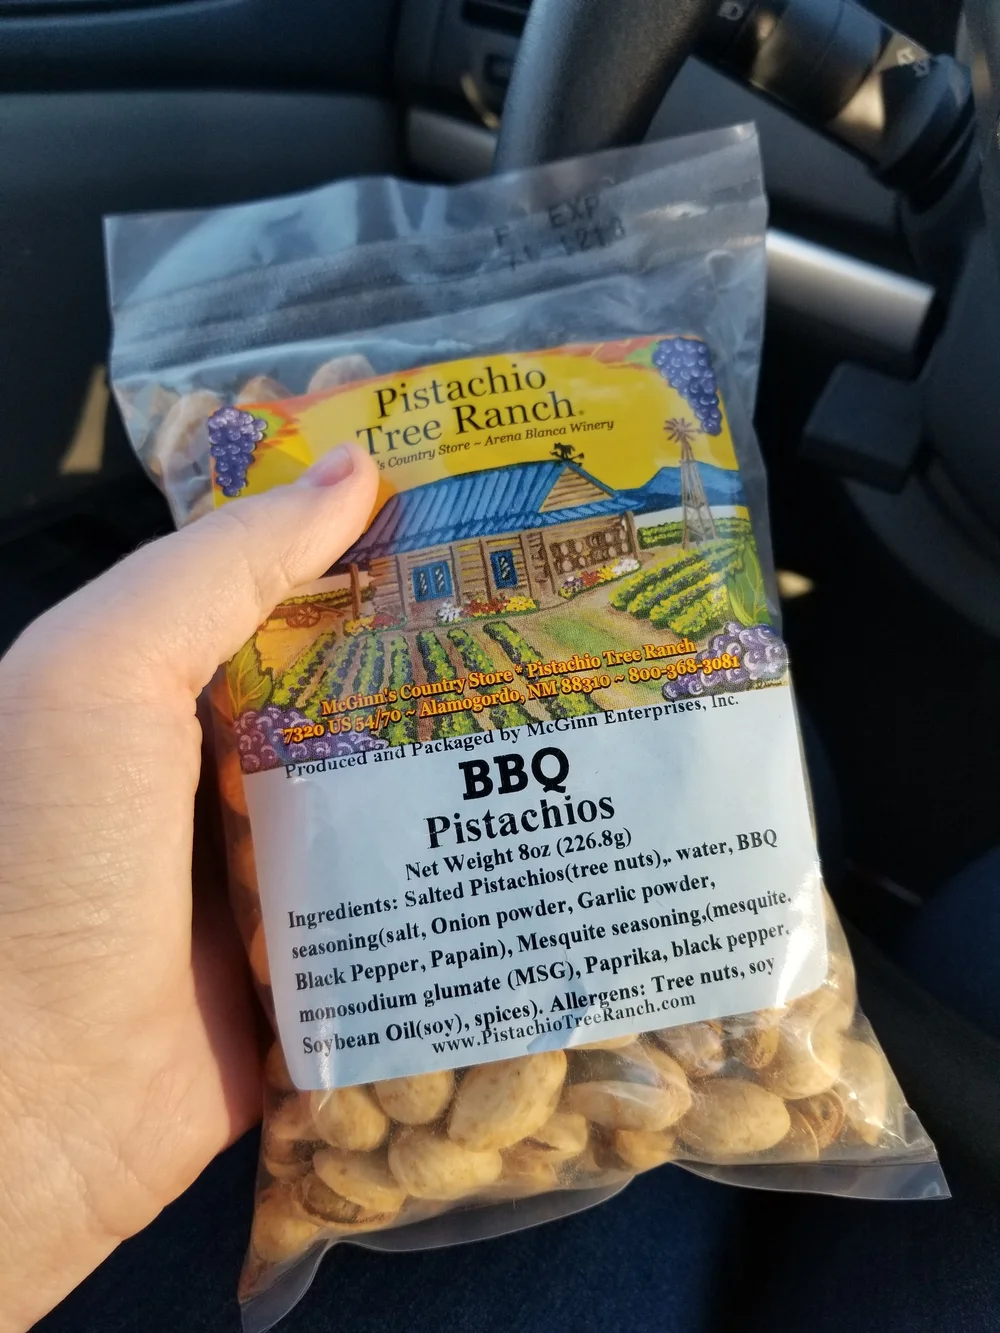 EXP
Pistachio
Tree Ranch®
's Country Store ~ Arena Blanca Winery
McGinn's Country Store * Pistachio Tree Ranch
7320 US 54/70 ~ Alamogordo, NM 88310 ~ 800-368-3081
Produced and Packaged by McGinn Enterprises, Inc.
BBQ
Pistachios
Net Weight 8oz (226.8g)
Ingredients: Salted Pistachios(tree nuts),. water, BBQ
seasoning(salt, Onion powder, Garlic powder,
Black Pepper, Papain), Mesquite seasoning,(mesquite.
monosodium glumate (MSG), Paprika, black pepper.
Soybean Oil(soy), spices). Allergens: Tree nuts, soy
www.PistachioTreeRanch.com